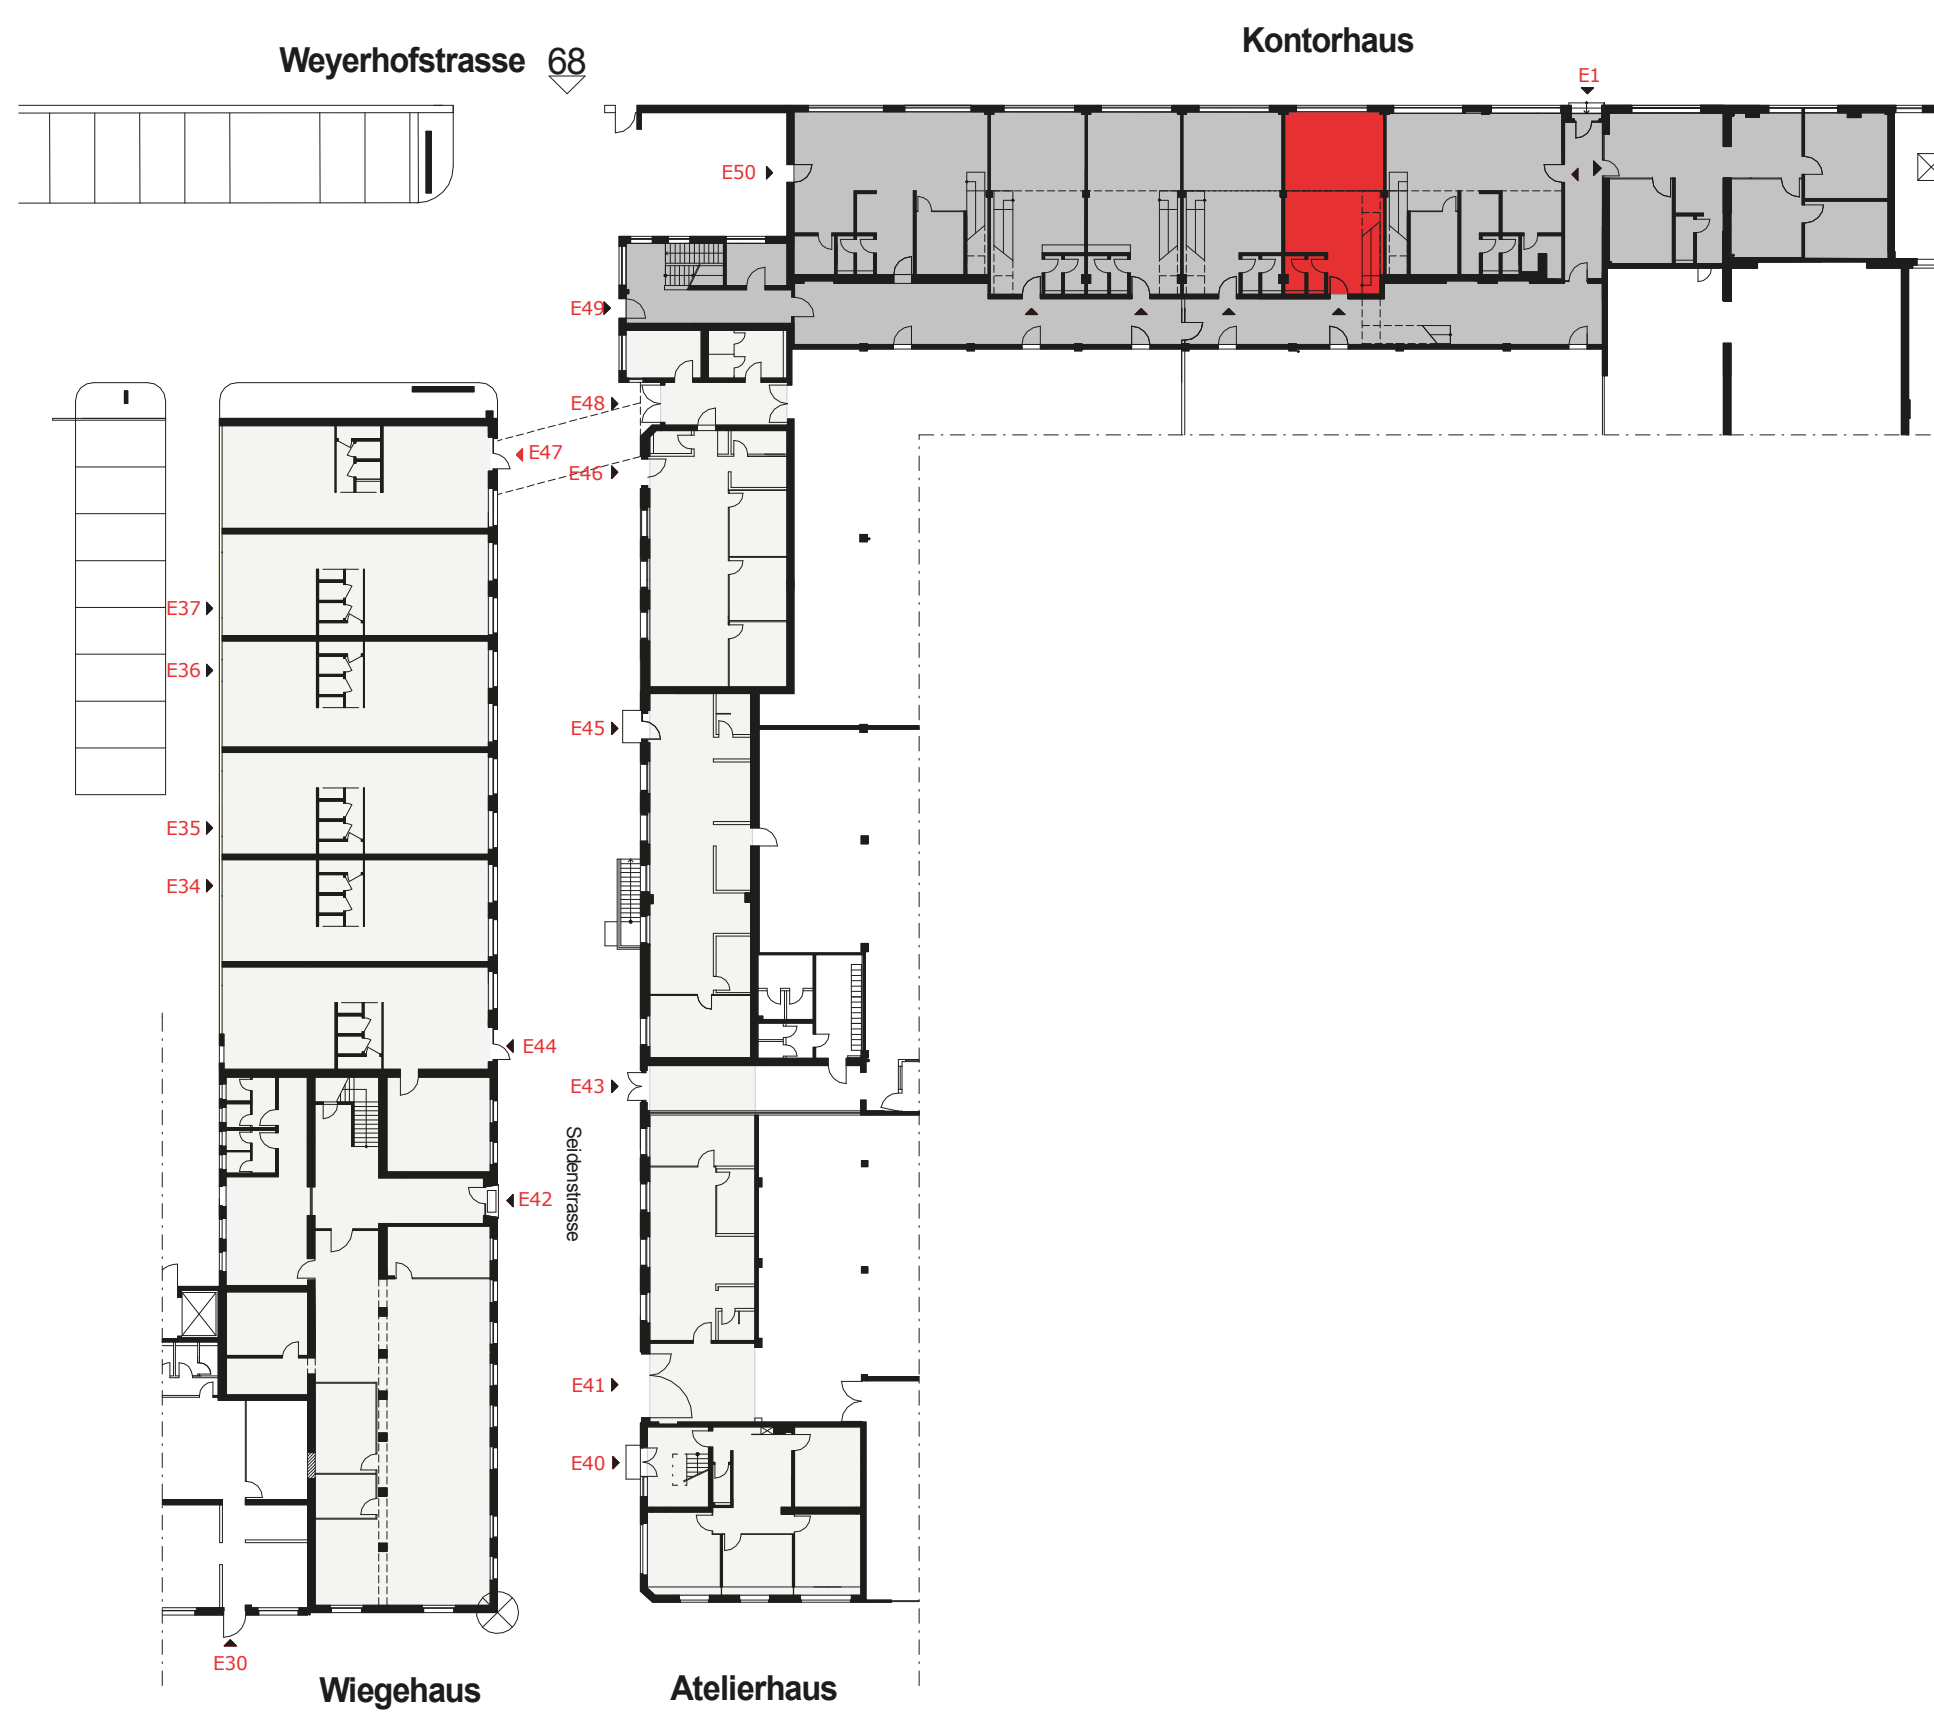 Kontorhaus
Weyerhofstrasse 68
E1
E50
E49
E48
E47
E46
E37
E36
E45
E35
E34
E44
E43
Seidenstrasse
E42
E41
E40
E30
Wiegehaus
Atelierhaus